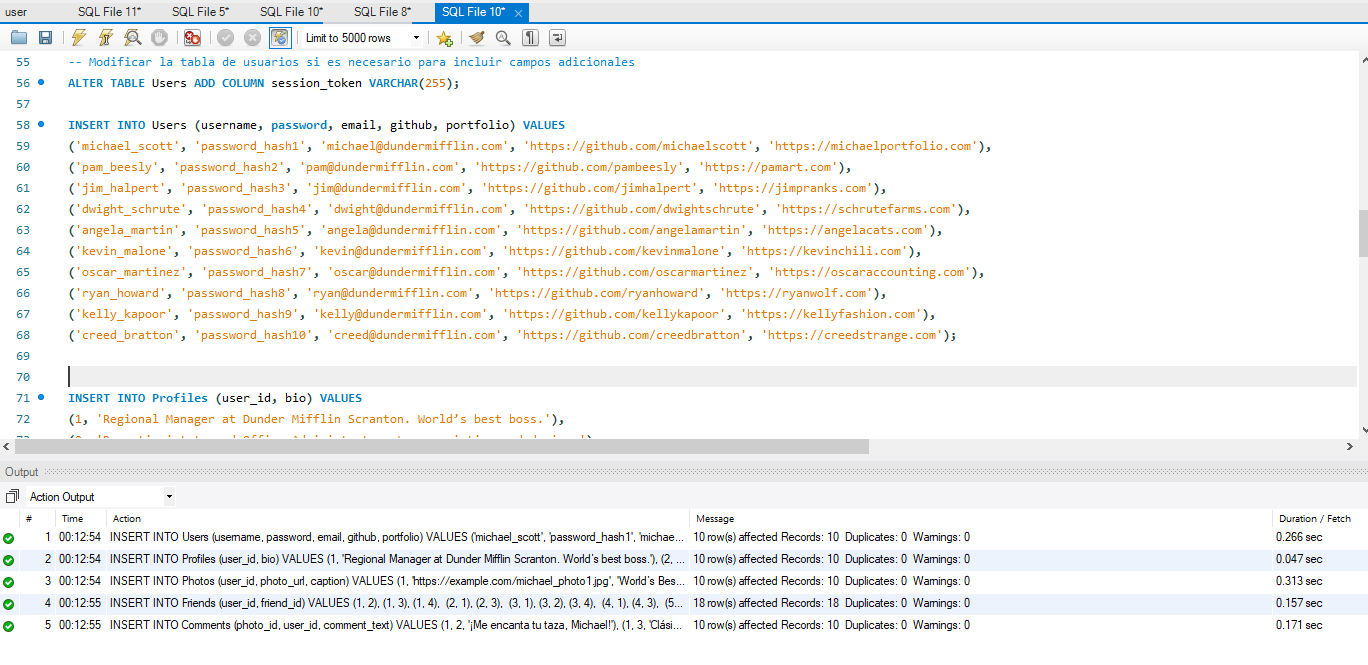 user SQL File 11* SQL File 5* SQL File 10* SQL File 8* SQL File 10*
Limit to 5000 rows
55 -- Modificar la tabla de usuarios si es necesario para incluir campos adicionales
56 ALTER TABLE Users ADD COLUMN session_token VARCHAR(255);
57
58 INSERT INTO Users (username, password, email, github, portfolio) VALUES
59 ('michael_scott', 'password_hash1', 'michael@dundermifflin.com', 'https://github.com/michaelscott', 'https://michaelportfolio.com'),
60 ('pam_beesly', 'password_hash2', 'pam@dundermifflin.com', 'https://github.com/pambeesly', 'https://pamart.com'),
61 ('jim_halpert', 'password_hash3', 'jim@dundermifflin.com', 'https://github.com/jimhalpert', 'https://jimpranks.com'),
62 ('dwight_schrute', 'password_hash4', 'dwight@dundermifflin.com', 'https://github.com/dwightschrute', 'https://schrutefarms.com'),
63 ('angela_martin', 'password_hash5', 'angela@dundermifflin.com', 'https://github.com/angelamartin', 'https://angelacats.com'),
64 ('kevin_malone', 'password_hash6', 'kevin@dundermifflin.com', 'https://github.com/kevinmalone', 'https://kevinchili.com'),
65 ('oscar_martinez', 'password_hash7', 'oscar@dundermifflin.com', 'https://github.com/oscarmartinez', 'https://oscaraccounting.com'),
66 ('ryan_howard', 'password_hash8', 'ryan@dundermifflin.com', 'https://github.com/ryanhoward', 'https://ryanwolf.com'),
67 ('kelly_kapoor', 'password_hash9', 'kelly@dundermifflin.com', 'https://github.com/kellykapoor', 'https://kellyfashion.com'),
68 ('creed_bratton', 'password_hash10', 'creed@dundermifflin.com', 'https://github.com/creedbratton', 'https://creedstrange.com');
69
70
71 INSERT INTO Profiles (user_id, bio) VALUES
72 (1, 'Regional Manager at Dunder Mifflin Scranton. World’s best boss.'),
Output
Action Output
# Time Action Message Duration / Fetch
1 00:12:54 INSERT INTO Users (username, password, email, github, portfolio) VALUES ('michael_scott', 'password_hash1', 'michae... 10 row(s) affected Records: 10 Duplicates: 0 Warnings: 0 0.266 sec
2 00:12:54 INSERT INTO Profiles (user_id, bio) VALUES (1, 'Regional Manager at Dunder Mifflin Scranton. World’s best boss.'), (2, ... 10 row(s) affected Records: 10 Duplicates: 0 Warnings: 0 0.047 sec
3 00:12:54 INSERT INTO Photos (user_id, photo_url, caption) VALUES (1, 'https://example.com/michael_photo1.jpg', 'World’s Bes... 10 row(s) affected Records: 10 Duplicates: 0 Warnings: 0 0.313 sec
4 00:12:55 INSERT INTO Friends (user_id, friend_id) VALUES (1, 2), (1, 3), (1, 4), (2, 1), (2, 3), (3, 1), (3, 2), (3, 4), (4, 1), (4, 3), (5... 18 row(s) affected Records: 18 Duplicates: 0 Warnings: 0 0.157 sec
5 00:12:55 INSERT INTO Comments (photo_id, user_id, comment_text) VALUES (1, 2, '¡Me encanta tu taza, Michael!'), (1, 3, 'Clási... 10 row(s) affected Records: 10 Duplicates: 0 Warnings: 0 0.171 sec